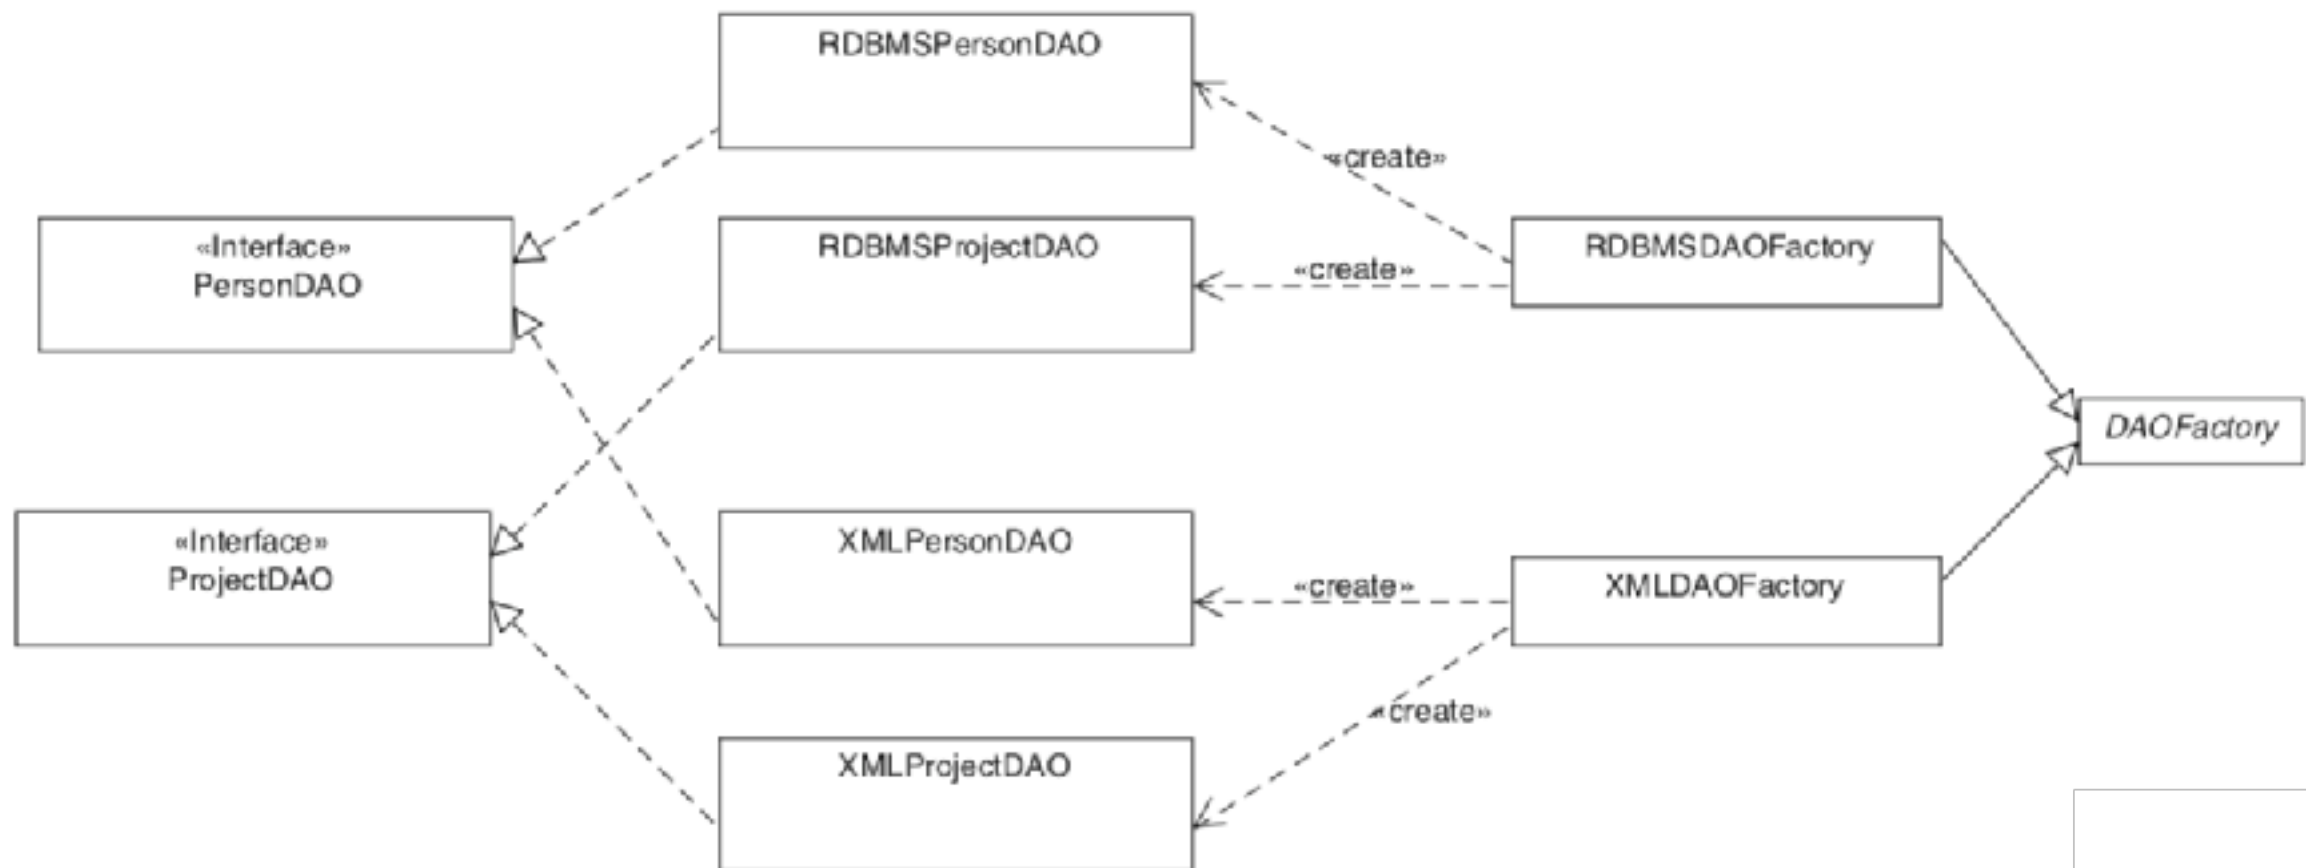 RDBMSPersonDAO
«create»
«Interface»
PersonDAO
RDBMSProjectDAO
«create»
RDBMSDAOFactory
DAOFactory
«Interface»
ProjectDAO
XMLPersonDAO
«create»
XMLDAOFactory
«create»
XMLProjectDAO